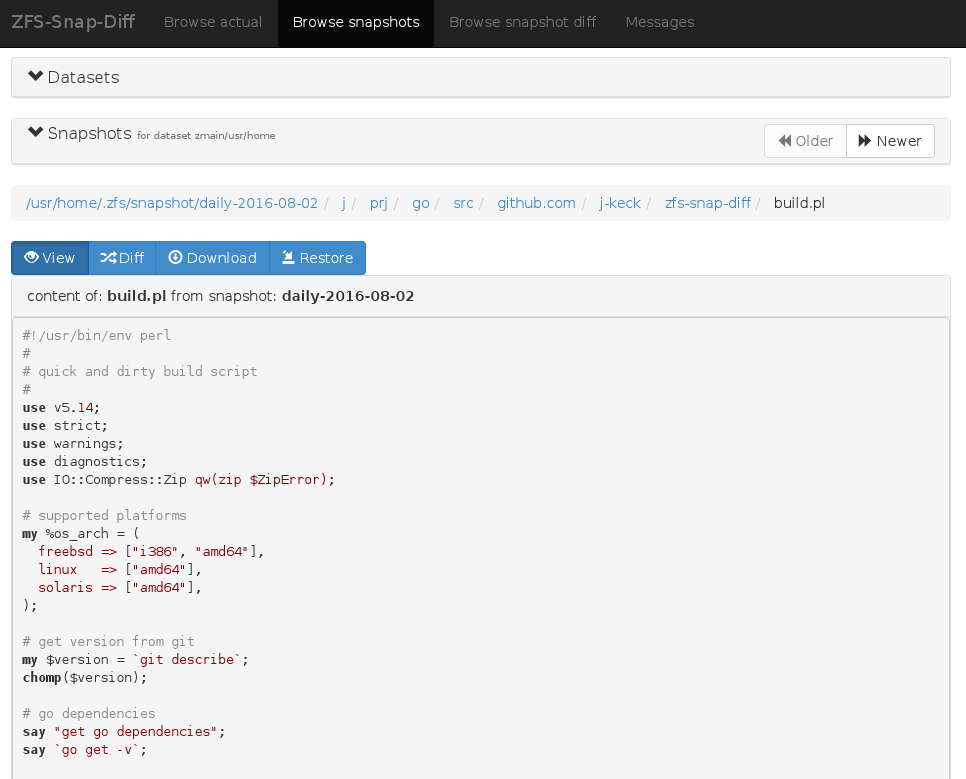 ZFS-Snap-Diff Browse actual Browse snapshots Browse snapshot diff Messages
Datasets
Snapshots for dataset zmain/usr/home Older Newer
/usr/home/.zfs/snapshot/daily-2016-08-02 / j / prj / go / src / github.com / j-keck / zfs-snap-diff / build.pl
View Diff Download Restore
content of: build.pl from snapshot: daily-2016-08-02
#!/usr/bin/env perl
#
# quick and dirty build script
#
use v5.14;
use strict;
use warnings;
use diagnostics;
use IO::Compress::Zip qw(zip $ZipError);

# supported platforms
my %os_arch = (
  freebsd => ["i386", "amd64"],
  linux   => ["amd64"],
  solaris => ["amd64"],
);

# get version from git
my $version = `git describe`;
chomp($version);

# go dependencies
say "get go dependencies";
say `go get -v`;